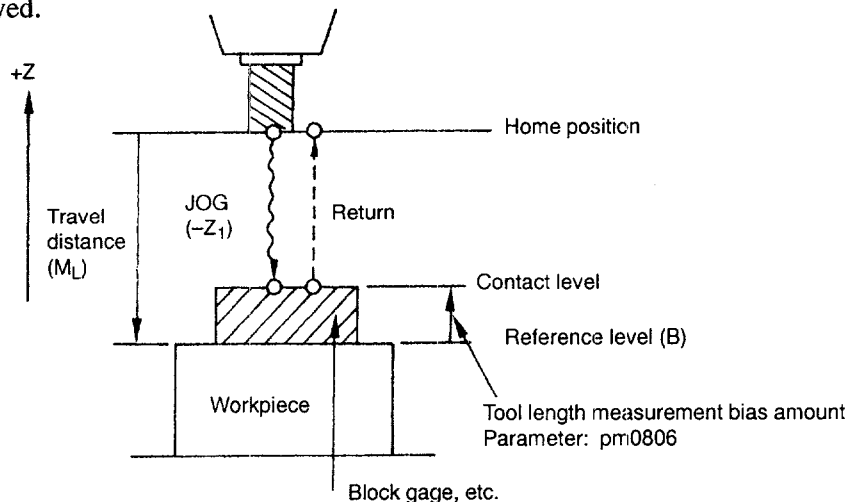 ved.
+Z
Home position
JOG
(–Z₁)
Return
Travel
distance
(M_L)
Contact level
Reference level (B)
Workpiece
Tool length measurement bias amount
Parameter: pm0806
Block gage, etc.